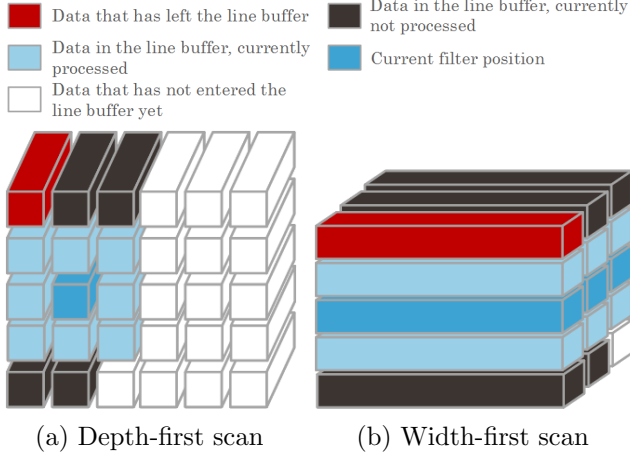 Data that has left the line buffer
Data in the line buffer, currently
processed
Data that has not entered the
line buffer yet
Data in the line buffer, currently
not processed
Current filter position
(a) Depth-first scan
(b) Width-first scan